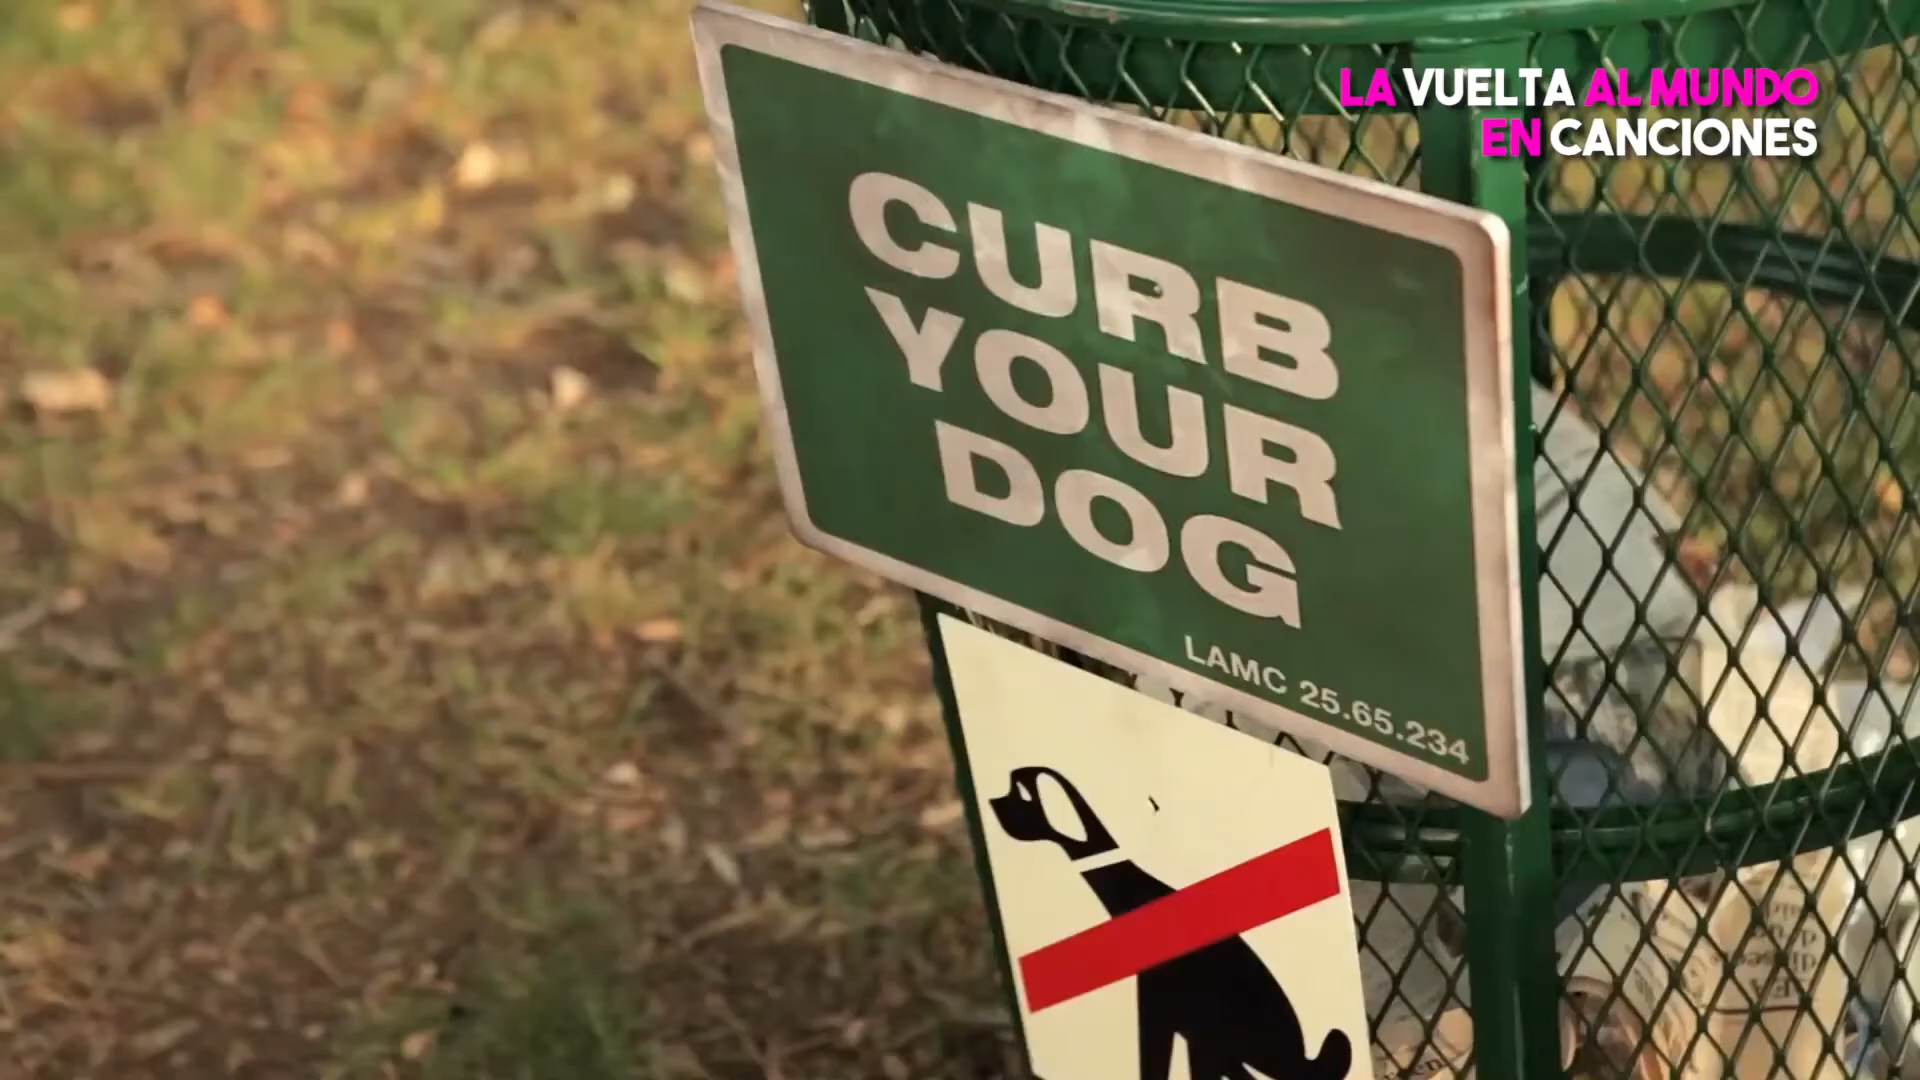 LA VUELTA AL MUNDO
EN CANCIONES
CURB
YOUR
DOG
LAMC 25.65.234